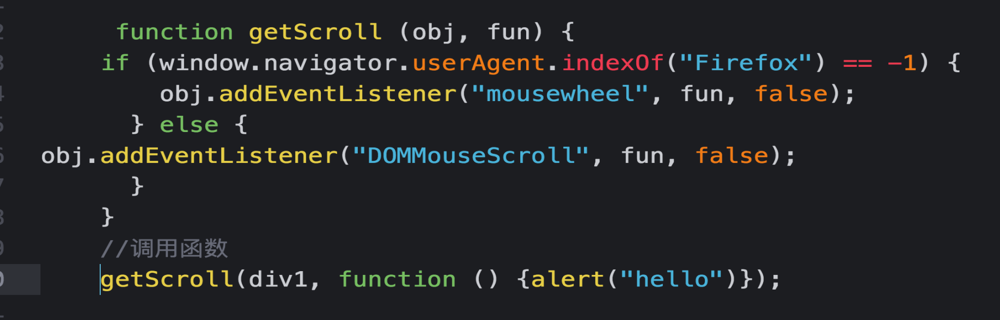 function getScroll (obj, fun) {
if (window.navigator.userAgent.indexOf("Firefox") == -1) {
obj.addEventListener("mousewheel", fun, false);
} else {
obj.addEventListener("DOMMouseScroll", fun, false);
}
}
//调用函数
getScroll(div1, function () {alert("hello")});